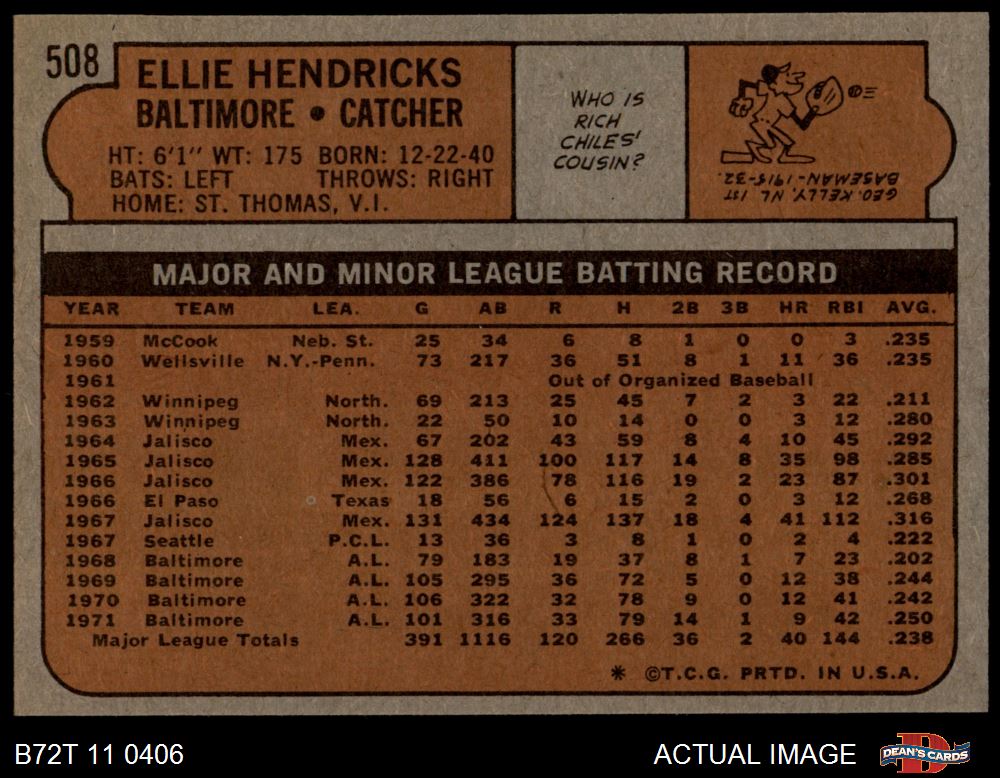 508
ELLIE HENDRICKS
BALTIMORE • CATCHER
HT: 6'1" WT: 175 BORN: 12-22-40
BATS: LEFT THROWS: RIGHT
HOME: ST. THOMAS, V.I.
WHO IS
RICH
CHILES'
COUSIN?
GEO. KELLY, NL 1ST
BASEMAN-1915-32.
MAJOR AND MINOR LEAGUE BATTING RECORD
YEAR TEAM LEA. G AB R H 2B 3B HR RBI AVG.
1959 McCook Neb. St. 25 34 6 8 1 0 0 3 .235
1960 Wellsville N.Y.-Penn. 73 217 36 51 8 1 11 36 .235
1961 Out of Organized Baseball
1962 Winnipeg North. 69 213 25 45 7 2 3 22 .211
1963 Winnipeg North. 22 50 10 14 0 0 3 12 .280
1964 Jalisco Mex. 67 202 43 59 8 4 10 45 .292
1965 Jalisco Mex. 128 411 100 117 14 8 35 98 .285
1966 Jalisco Mex. 122 386 78 116 19 2 23 87 .301
1966 El Paso Texas 18 56 6 15 2 0 3 12 .268
1967 Jalisco Mex. 131 434 124 137 18 4 41 112 .316
1967 Seattle P.C.L. 13 36 3 8 1 0 2 4 .222
1968 Baltimore A.L. 79 183 19 37 8 1 7 23 .202
1969 Baltimore A.L. 105 295 36 72 5 0 12 38 .244
1970 Baltimore A.L. 106 322 32 78 9 0 12 41 .242
1971 Baltimore A.L. 101 316 33 79 14 1 9 42 .250
Major League Totals 391 1116 120 266 36 2 40 144 .238
* ©T.C.G. PRTD. IN U.S.A.
B72T 11 0406 ACTUAL IMAGE
DEAN'S CARDS